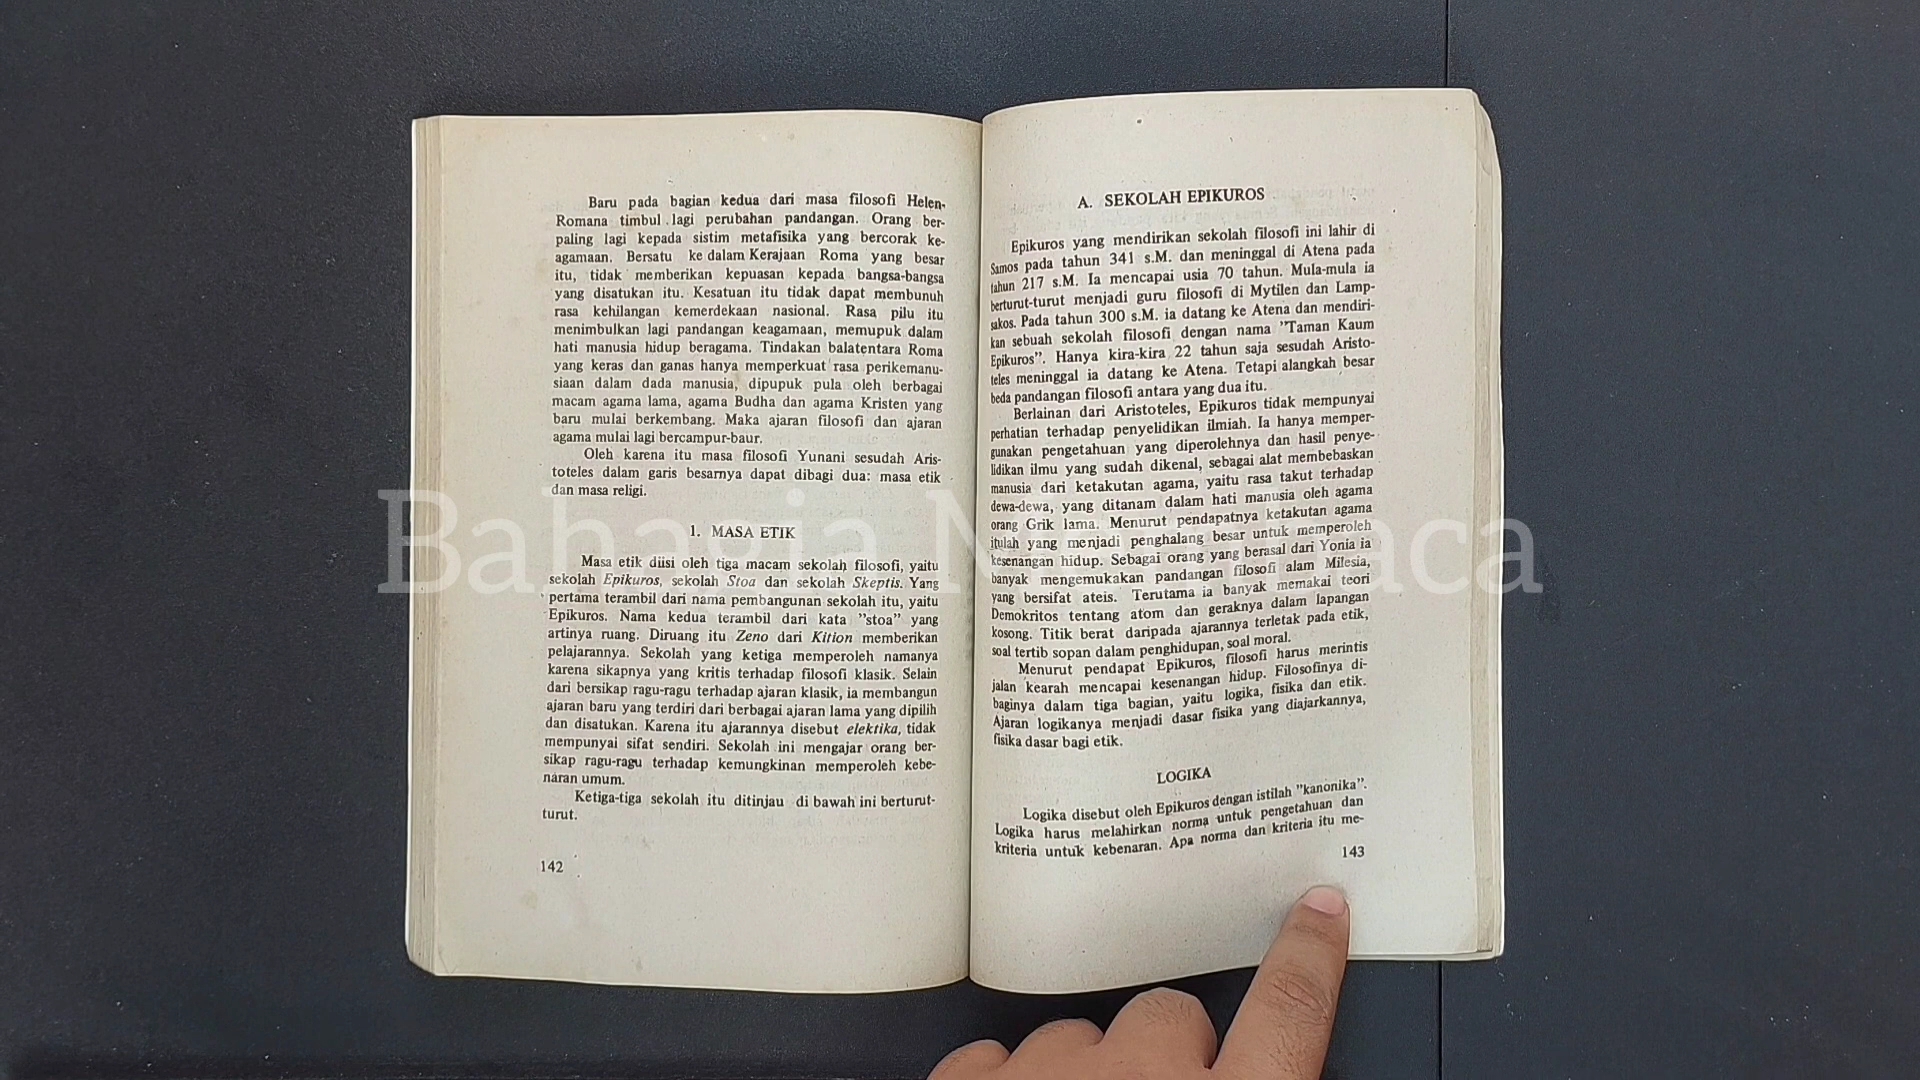 Baru pada bagian kedua dari masa filosofi Helen-
Romana timbul lagi perubahan pandangan. Orang ber-
paling lagi kepada sistim metafisika yang bercorak ke-
agamaan. Bersatu ke dalam Kerajaan Roma yang besar
itu, tidak memberikan kepuasan kepada bangsa-bangsa
yang disatukan itu. Kesatuan itu tidak dapat membunuh
rasa kehilangan kemerdekaan nasional. Rasa pilu itu
menimbulkan lagi pandangan keagamaan, memupuk dalam
hati manusia hidup beragama. Tindakan balatentara Roma
yang keras dan ganas hanya memperkuat rasa perikemanu-
siaan dalam dada manusia, dipupuk pula oleh berbagai
macam agama lama, agama Budha dan agama Kristen yang
baru mulai berkembang. Maka ajaran filosofi dan ajaran
agama mulai lagi bercampur-baur.
Oleh karena itu masa filosofi Yunani sesudah Aris-
toteles dalam garis besarnya dapat dibagi dua: masa etik
dan masa religi.
1. MASA ETIK
Masa etik diisi oleh tiga macam sekolah filosofi, yaitu
sekolah Epikuros, sekolah Stoa dan sekolah Skeptis. Yang
pertama terambil dari nama pembangunan sekolah itu, yaitu
Epikuros. Nama kedua terambil dari kata "stoa" yang
artinya ruang. Diruang itu Zeno dari Kition memberikan
pelajarannya. Sekolah yang ketiga memperoleh namanya
karena sikapnya yang kritis terhadap filosofi klasik. Selain
dari bersikap ragu-ragu terhadap ajaran klasik, ia membangun
ajaran baru yang terdiri dari berbagai ajaran lama yang dipilih
dan disatukan. Karena itu ajarannya disebut elektika, tidak
mempunyai sifat sendiri. Sekolah ini mengajar orang ber-
sikap ragu-ragu terhadap kemungkinan memperoleh kebe-
naran umum.
Ketiga-tiga sekolah itu ditinjau di bawah ini berturut-
turut.
142
A. SEKOLAH EPIKUROS
Epikuros yang mendirikan sekolah filosofi ini lahir di
Samos pada tahun 341 s.M. dan meninggal di Atena pada
tahun 217 s.M. Ia mencapai usia 70 tahun. Mula-mula ia
berturut-turut menjadi guru filosofi di Mytilen dan Lamp-
sakos. Pada tahun 300 s.M. ia datang ke Atena dan mendiri-
kan sebuah sekolah filosofi dengan nama "Taman Kaum
Epikuros". Hanya kira-kira 22 tahun saja sesudah Aristo-
teles meninggal ia datang ke Atena. Tetapi alangkah besar
beda pandangan filosofi antara yang dua itu.
Berlainan dari Aristoteles, Epikuros tidak mempunyai
perhatian terhadap penyelidikan ilmiah. Ia hanya memper-
gunakan pengetahuan yang diperolehnya dan hasil penye-
lidikan ilmu yang sudah dikenal, sebagai alat membebaskan
manusia dari ketakutan agama, yaitu rasa takut terhadap
dewa-dewa, yang ditanam dalam hati manusia oleh agama
orang Grik lama. Menurut pendapatnya ketakutan agama
itulah yang menjadi penghalang besar untuk memperoleh
kesenangan hidup. Sebagai orang yang berasal dari Yonia ia
banyak mengemukakan pandangan filosofi alam Milesia,
yang bersifat ateis. Terutama ia banyak memakai teori
Demokritos tentang atom dan geraknya dalam lapangan
kosong. Titik berat daripada ajarannya terletak pada etik,
soal tertib sopan dalam penghidupan, soal moral.
Menurut pendapat Epikuros, filosofi harus merintis
jalan kearah mencapai kesenangan hidup. Filosofinya di-
baginya dalam tiga bagian, yaitu logika, fisika dan etik.
Ajaran logikanya menjadi dasar fisika yang diajarkannya,
fisika dasar bagi etik.
LOGIKA
Logika disebut oleh Epikuros dengan istilah "kanonika".
Logika harus melahirkan norma untuk pengetahuan dan
kriteria untuk kebenaran. Apa norma dan kriteria itu me-
143
Bahagia Membaca